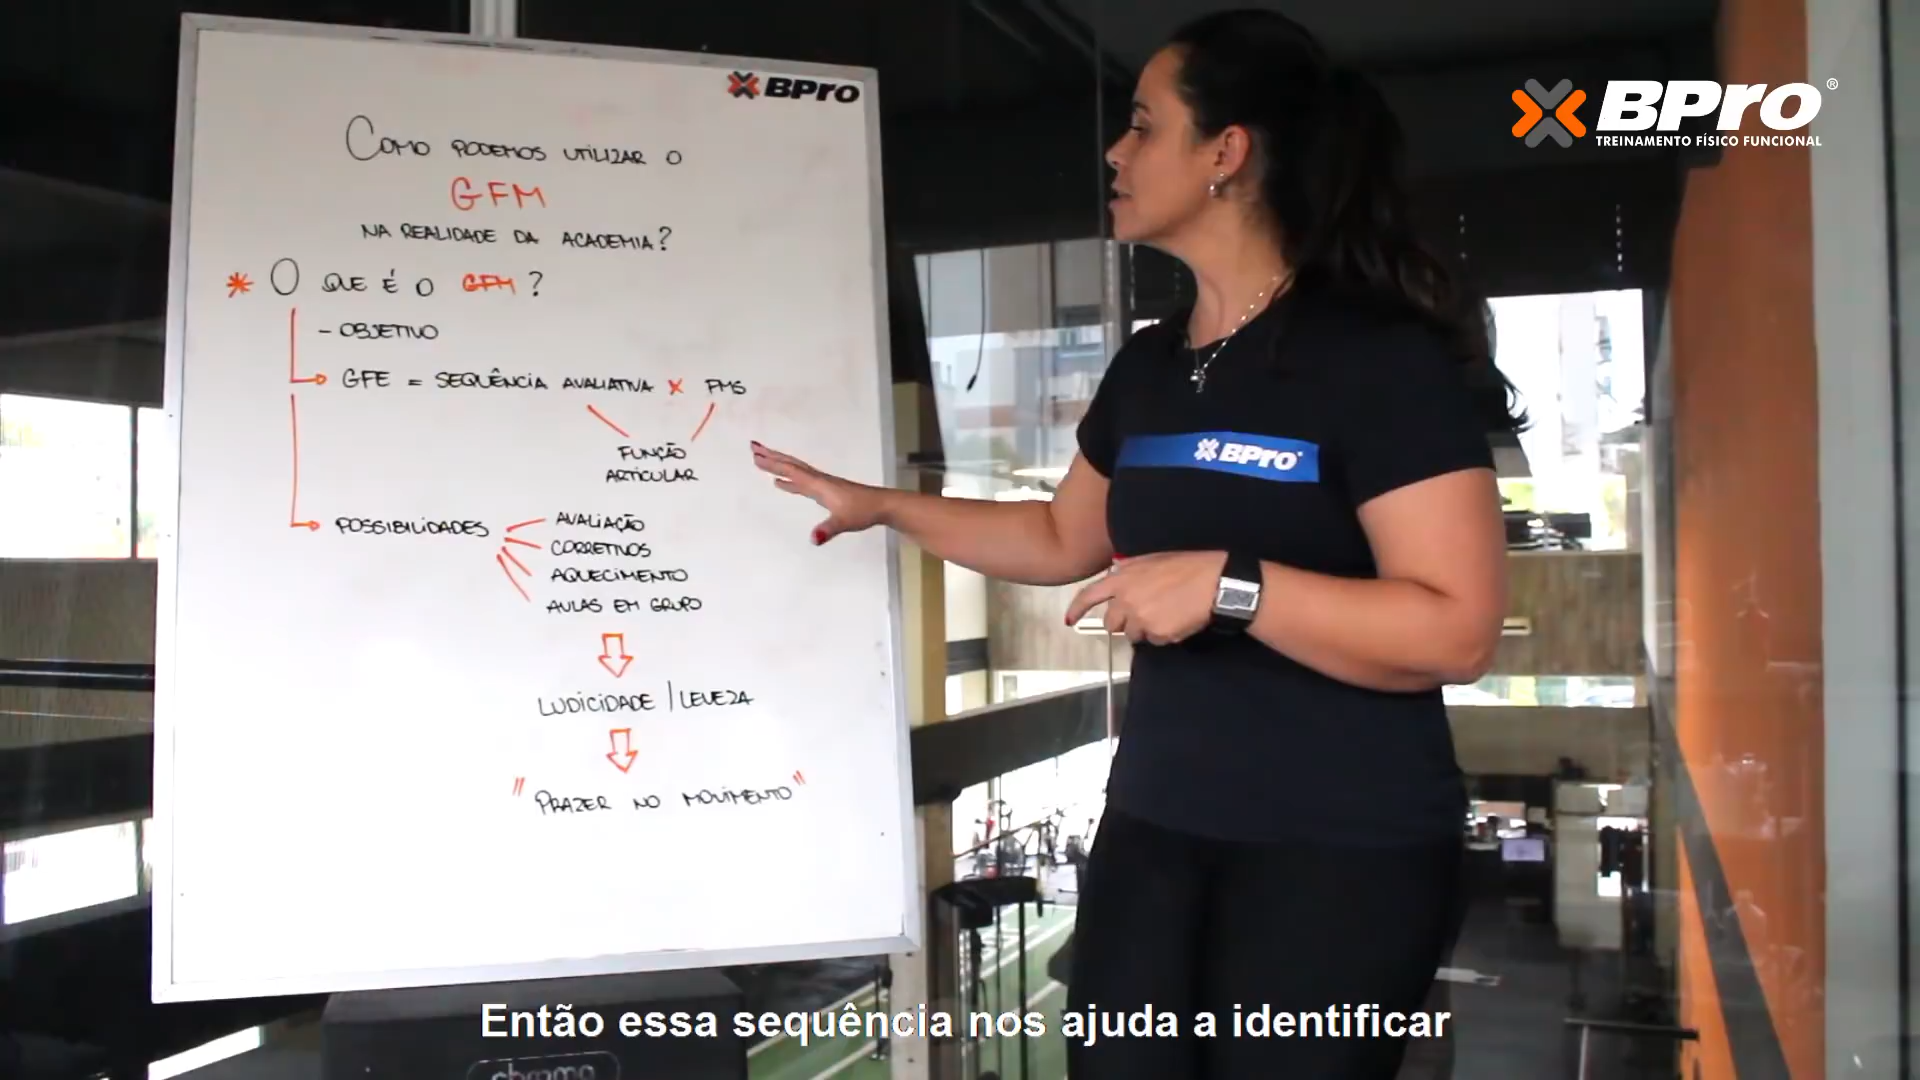 BPro
COMO PODEMOS UTILIZAR O
GFM
NA REALIDADE DA ACADEMIA?
* O QUE É O GFM?
- OBJETIVO
GFE = SEQUÊNCIA AVALIATIVA X FMS
FUNÇÃO
ARTICULAR
POSSIBILIDADES
AVALIAÇÃO
CORRETIVOS
AQUECIMENTO
AULAS EM GRUPO
LUDICIDADE / LEVEZA
"PRAZER NO MOVIMENTO"
BPro®
TREINAMENTO FÍSICO FUNCIONAL
BPro
Então essa sequência nos ajuda a identificar
chroma